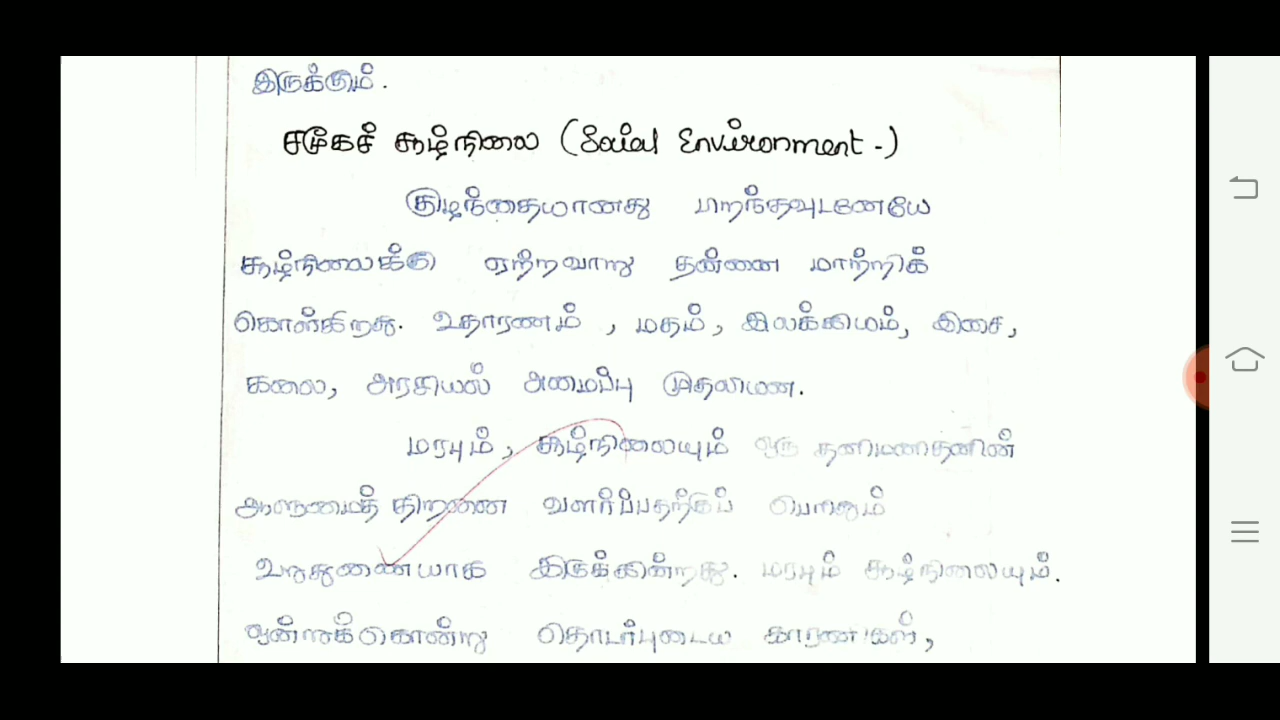 இருக்கும்.
சமூகச் சூழ்நிலை (Social Environment -)
குழந்தையானது பிறந்தவுடனேயே
சூழ்நிலைக்கு ஏற்றவாறு தன்னை மாற்றிக்
கொள்கிறது. உதாரணம் , மதம், இலக்கியம், இசை,
கலை, அரசியல் அமைப்பு முதலியன.
மரபும், சூழ்நிலையும் ஒரு தனிமனிதனின்
ஆளுமைத் திறனை வளர்ப்பதற்குப் பெரிதும்
உறுதுணையாக இருக்கின்றது. மரபும் சூழ்நிலையும்.
ஒன்றுக்கொன்று தொடர்புடைய காரணிகள்,